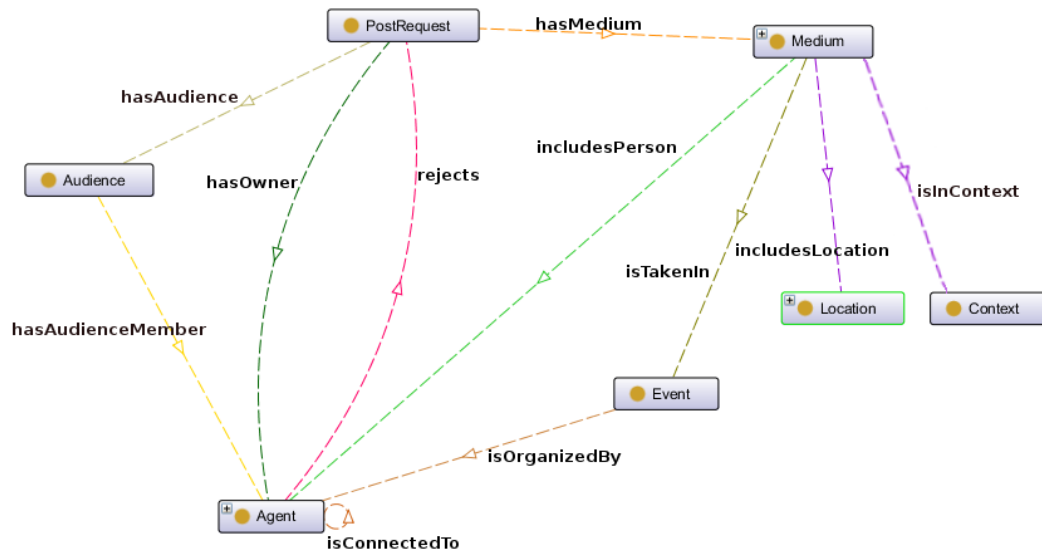 PostRequest
hasMedium
Medium
hasAudience
includesPerson
Audience
hasOwner
rejects
isInContext
includesLocation
isTakenIn
Location
Context
hasAudienceMember
Event
isOrganizedBy
Agent
isConnectedTo